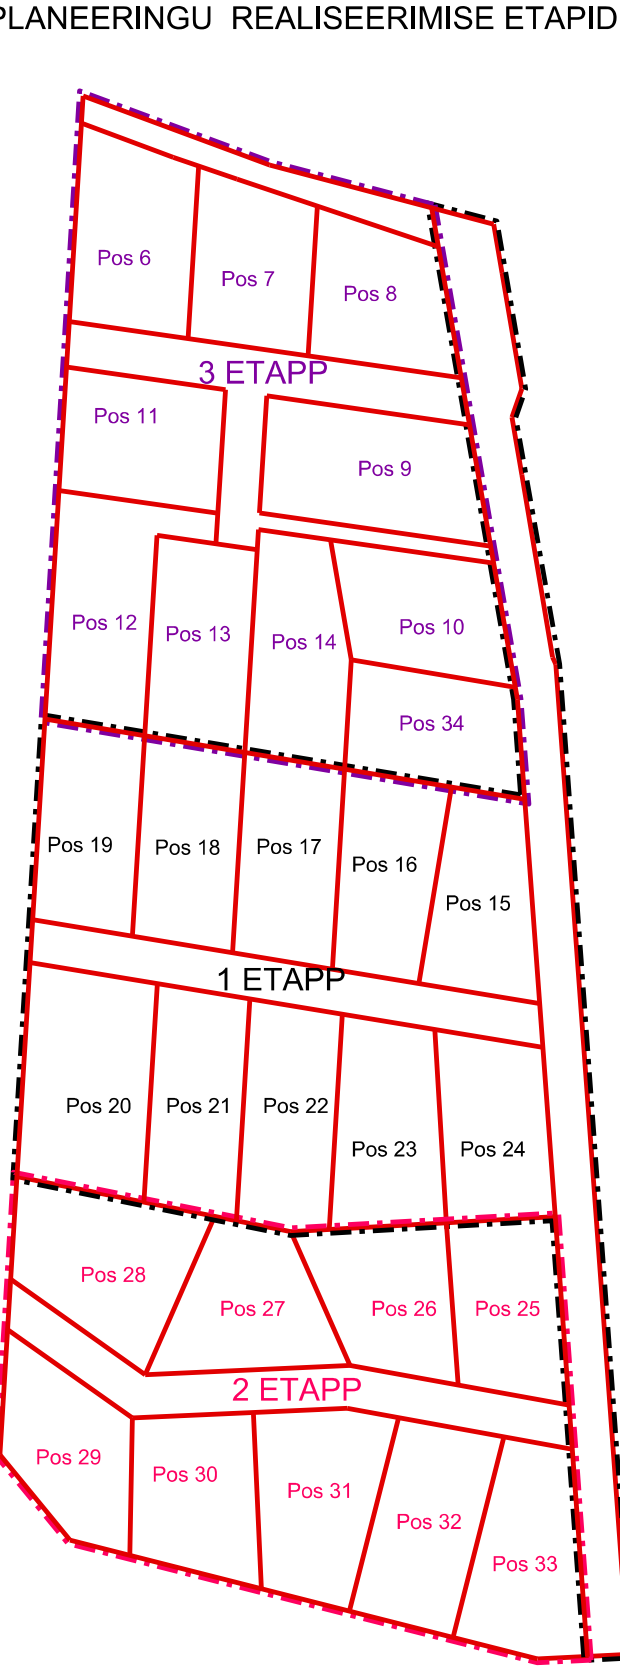 PLANEERINGU REALISEERIMISE ETAPID
Pos 6
Pos 7
Pos 8
3 ETAPP
Pos 11
Pos 9
Pos 12
Pos 13
Pos 14
Pos 10
Pos 34
Pos 19
Pos 18
Pos 17
Pos 16
Pos 15
1 ETAPP
Pos 20
Pos 21
Pos 22
Pos 23
Pos 24
Pos 28
Pos 27
Pos 26
Pos 25
2 ETAPP
Pos 29
Pos 30
Pos 31
Pos 32
Pos 33